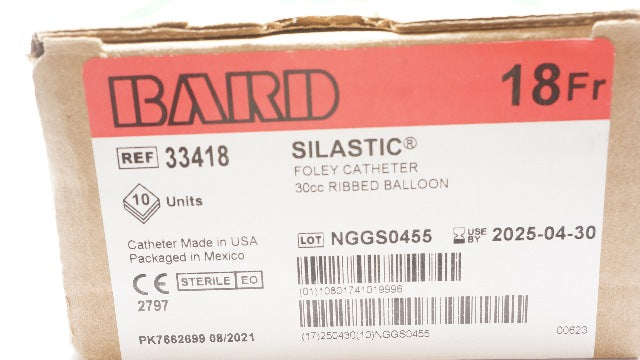 BARD
18Fr
REF 33418
SILASTIC®
FOLEY CATHETER
30cc RIBBED BALLOON
10 Units
LOT NGGS0455
USE BY 2025-04-30
Catheter Made in USA
Packaged in Mexico
CE STERILE EO
2797
(01)10801741019996
(17)250430(10)NGGS0455
PK7662699 08/2021
00623